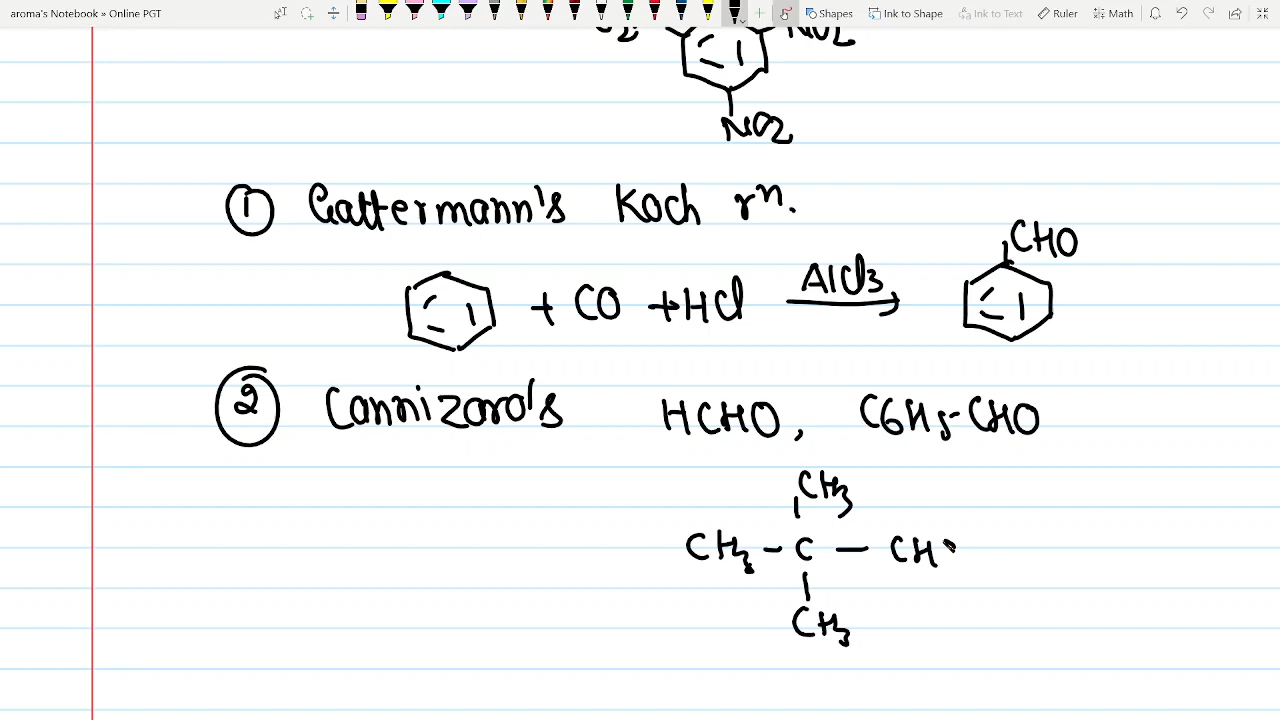 aroma's Notebook » Online PGT Shapes Ink to Shape Ink to Text Ruler Math
NO2
NO2
1 Gattermann's Koch rn.
CHO
+ CO + HCl AlCl3
2 Cannizaro's HCHO, C6H5-CHO
CH3
CH3 - C - CH
CH3